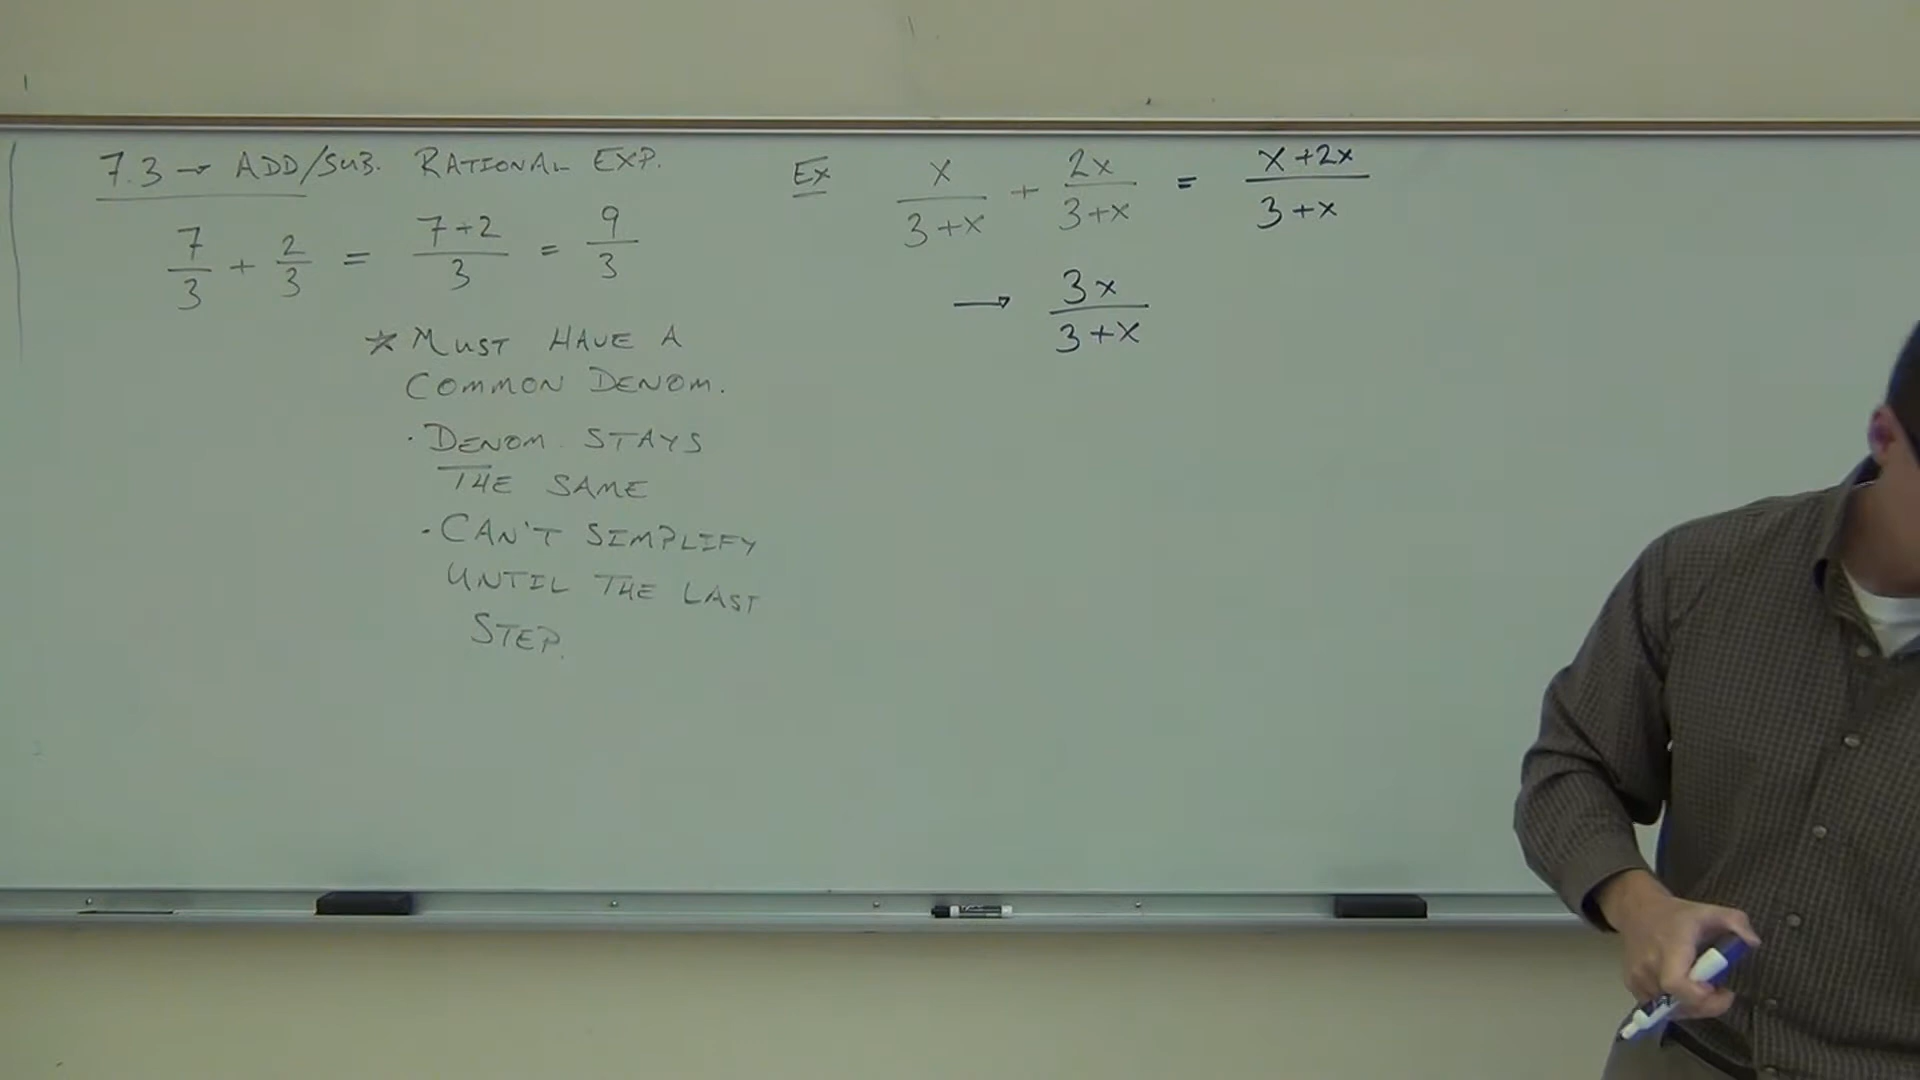 7.3 → ADD/SUB. RATIONAL EXP.
7/3 + 2/3 = 7+2/3 = 9/3
☆ MUST HAVE A
COMMON DENOM.
· DENOM. STAYS
THE SAME
· CAN'T SIMPLIFY
UNTIL THE LAST
STEP.
Ex x/3+x + 2x/3+x = x+2x/3+x
→ 3x/3+x